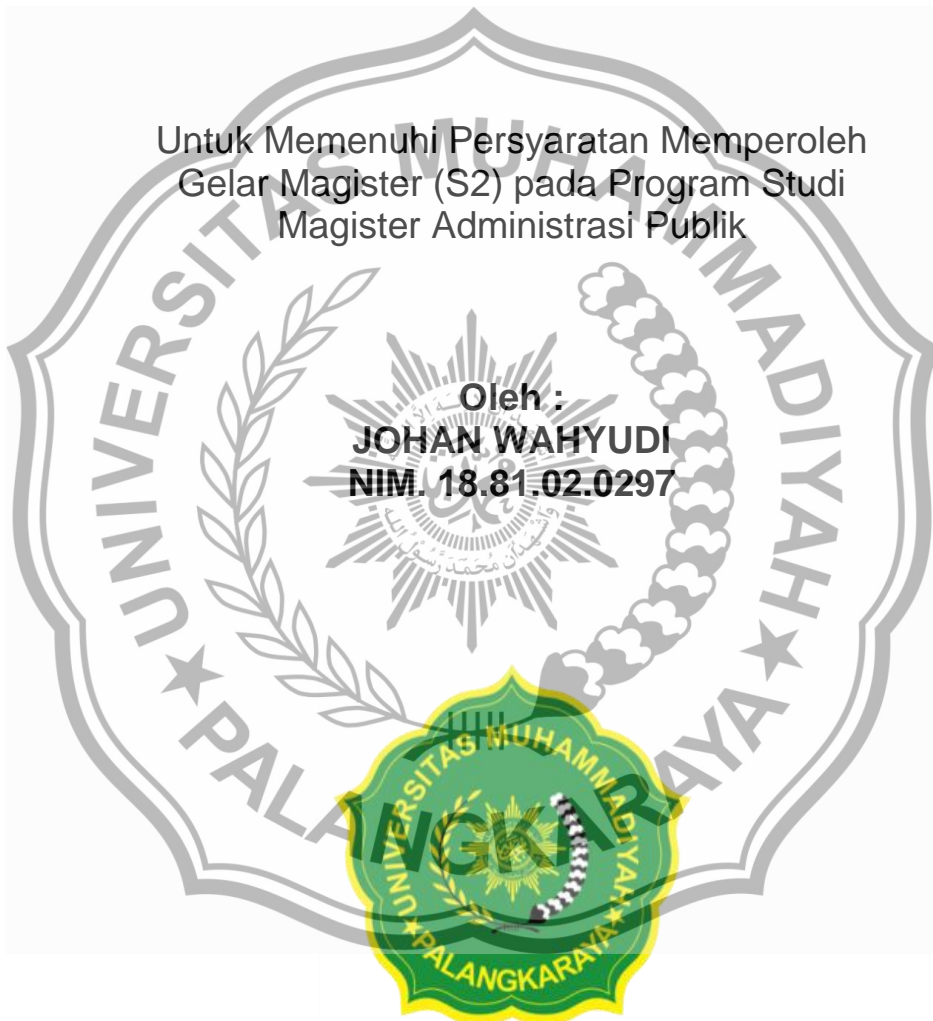 Untuk Memenuhi Persyaratan Memperoleh
Gelar Magister (S2) pada Program Studi
Magister Administrasi Publik
Oleh :
JOHAN WAHYUDI
NIM. 18.81.02.0297
UNIVERSITAS MUHAMMADIYAH
★ PALANGKARAYA ★
UNIVERSITAS MUHAMMADIYAH
★ PALANGKARAYA ★